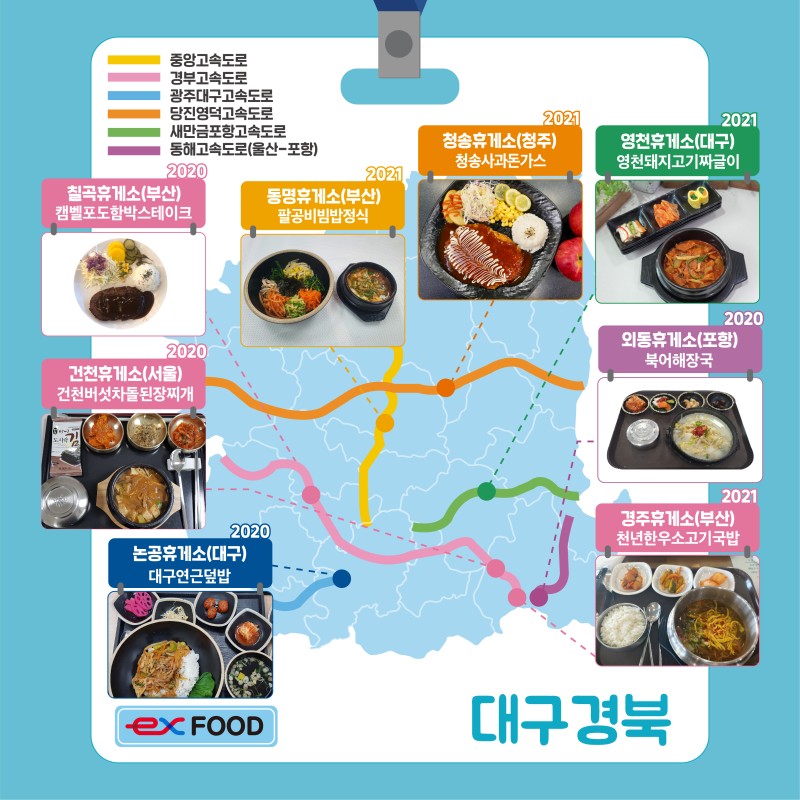 중앙고속도로
경부고속도로
광주대구고속도로
당진영덕고속도로
새만금포항고속도로
동해고속도로(울산-포항)
2020
칠곡휴게소(부산)
캠벨포도함박스테이크
2021
동명휴게소(부산)
팔공비빔밥정식
2021
청송휴게소(청주)
청송사과돈가스
2021
영천휴게소(대구)
영천돼지고기짜글이
2020
건천휴게소(서울)
건천버섯차돌된장찌개
김
2020
외동휴게소(포항)
북어해장국
2021
경주휴게소(부산)
천년한우소고기국밥
2020
논공휴게소(대구)
대구연근덮밥
ex FOOD
대구경북